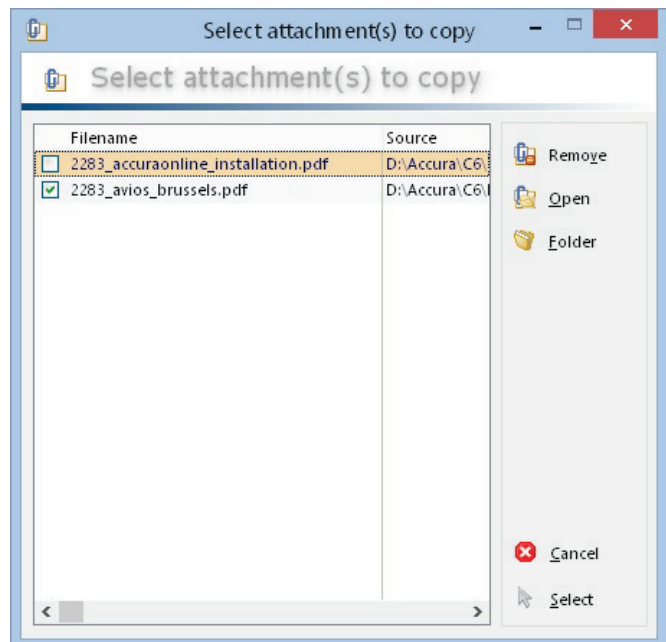 Select attachment(s) to copy
Select attachment(s) to copy
Filename Source
2283_accuraonline_installation.pdf D:\Accura\C6\
2283_avios_brussels.pdf D:\Accura\C6\
Remove
Open
Folder
Cancel
Select